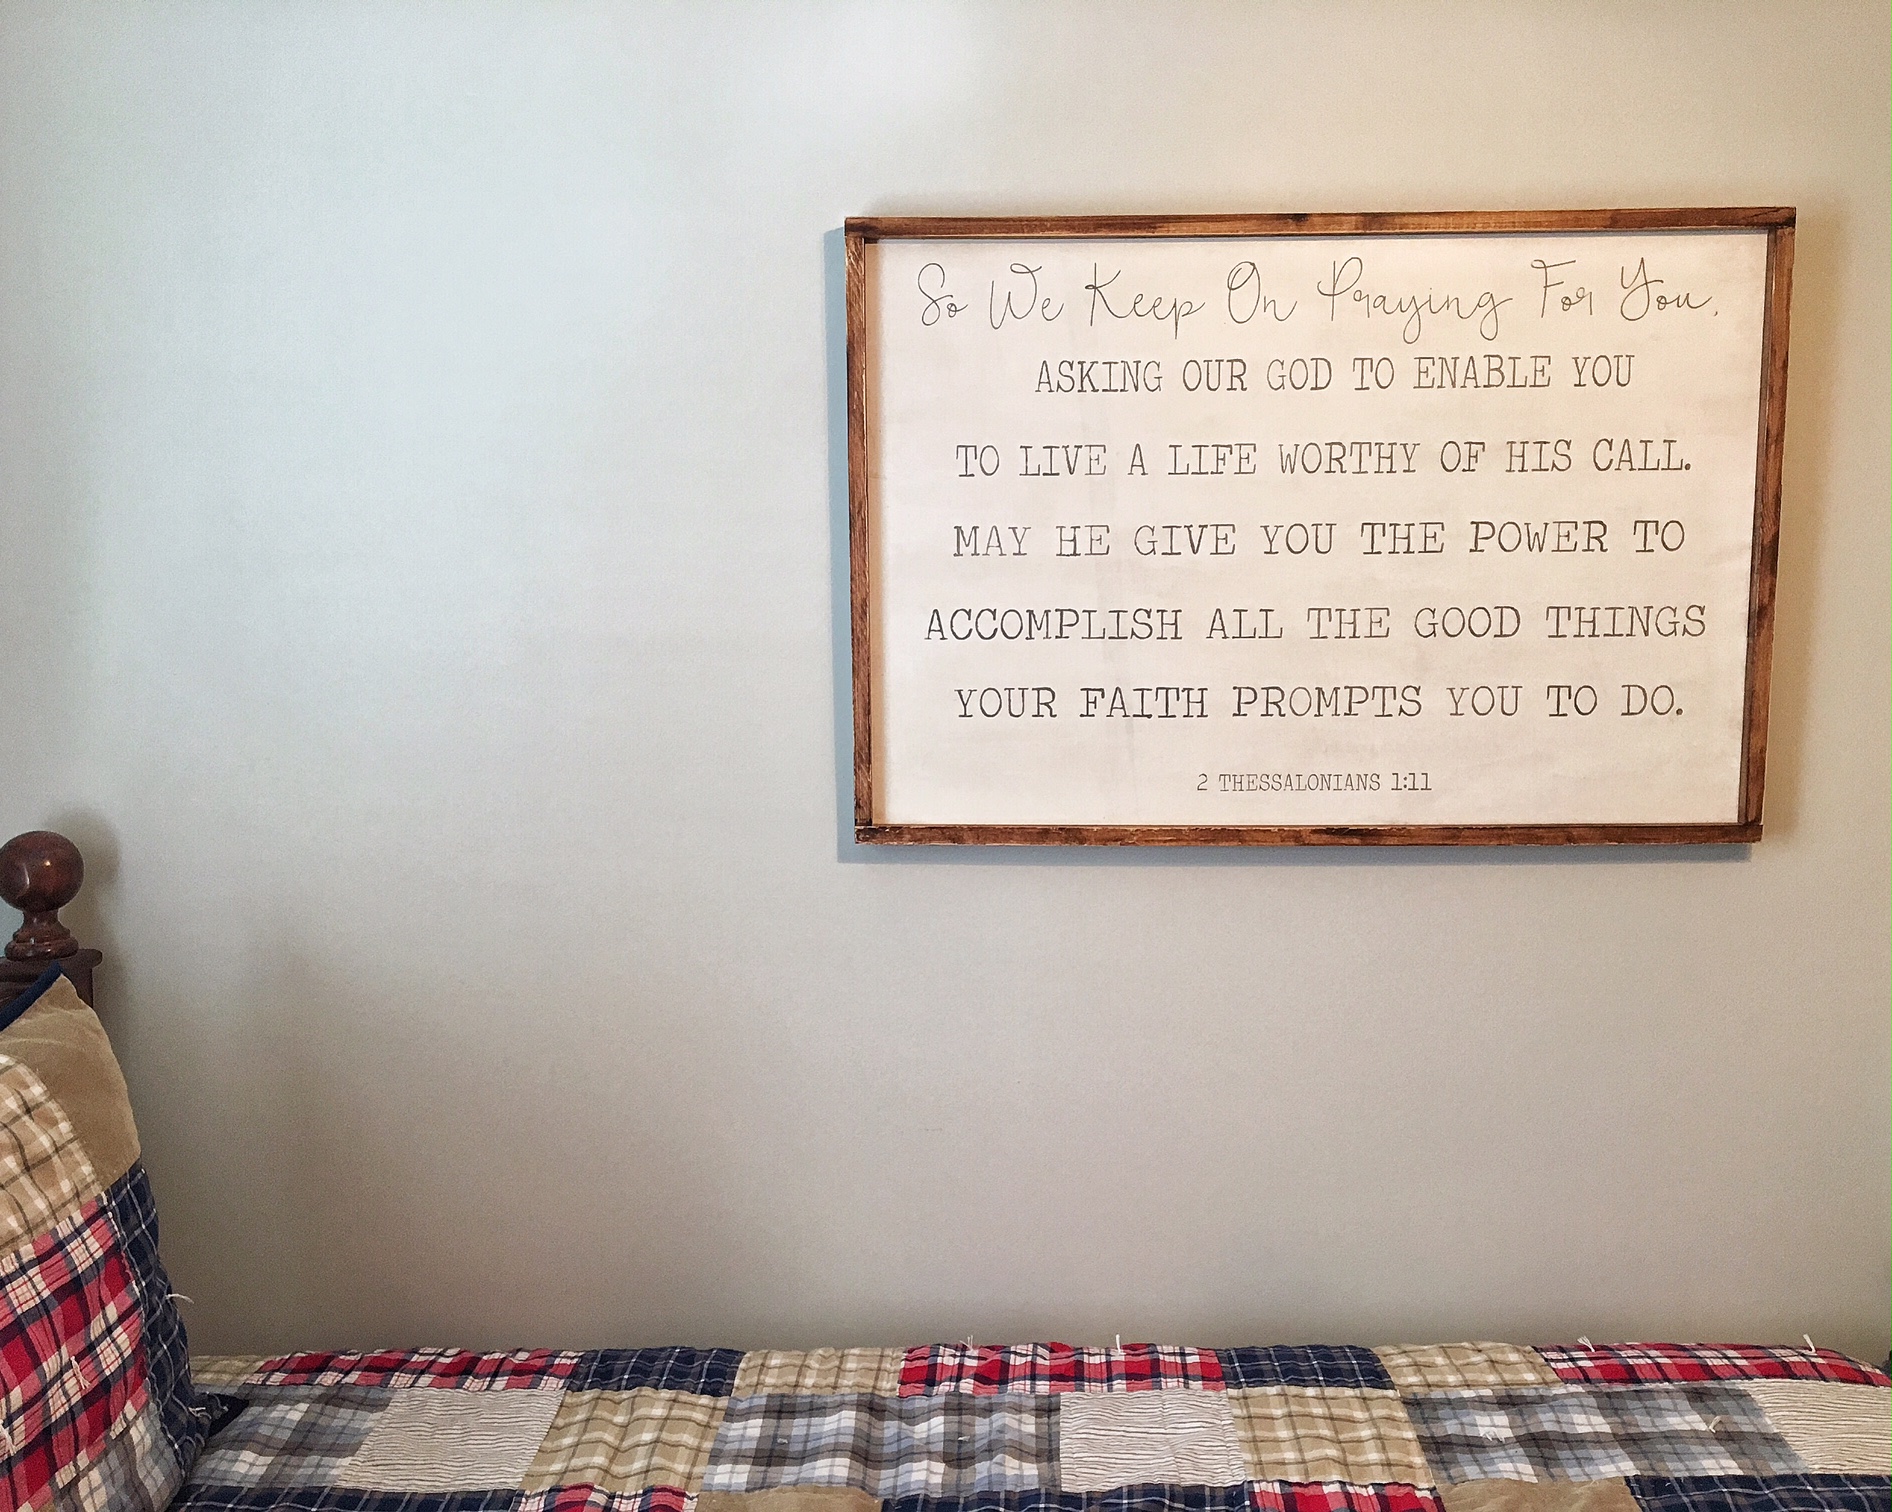 So We Keep On Praying For You,
ASKING OUR GOD TO ENABLE YOU
TO LIVE A LIFE WORTHY OF HIS CALL.
MAY HE GIVE YOU THE POWER TO
ACCOMPLISH ALL THE GOOD THINGS
YOUR FAITH PROMPTS YOU TO DO.
2 THESSALONIANS 1:11